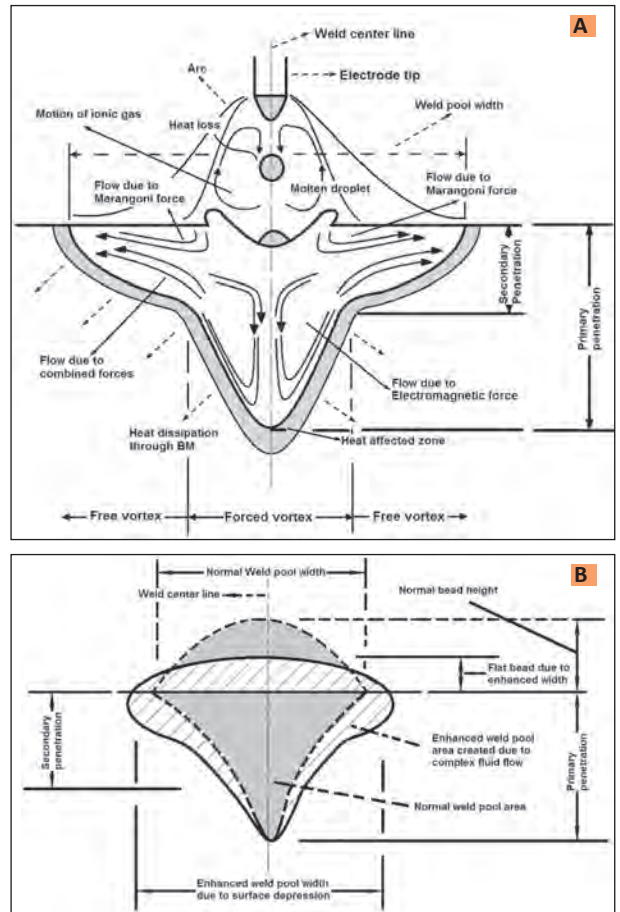 A
Weld center line
Arc
Electrode tip
Motion of ionic gas
Weld pool width
Heat loss
Flow due to
Marangoni force
Molten droplet
Flow due to
Marangoni force
Secondary
Penetration
Primary
penetration
Flow due to
combined forces
Flow due to
Electromagnetic force
Heat dissipation
through BM
Heat affected zone
Free vortex
Forced vortex
Free vortex
B
Normal Weld pool width
Weld center line
Normal bead height
Flat bead due to
enhanced width
Secondary
penetration
Enhanced weld pool
area created due to
complex fluid flow
Primary
penetration
Normal weld pool area
Enhanced weld pool width
due to surface depression